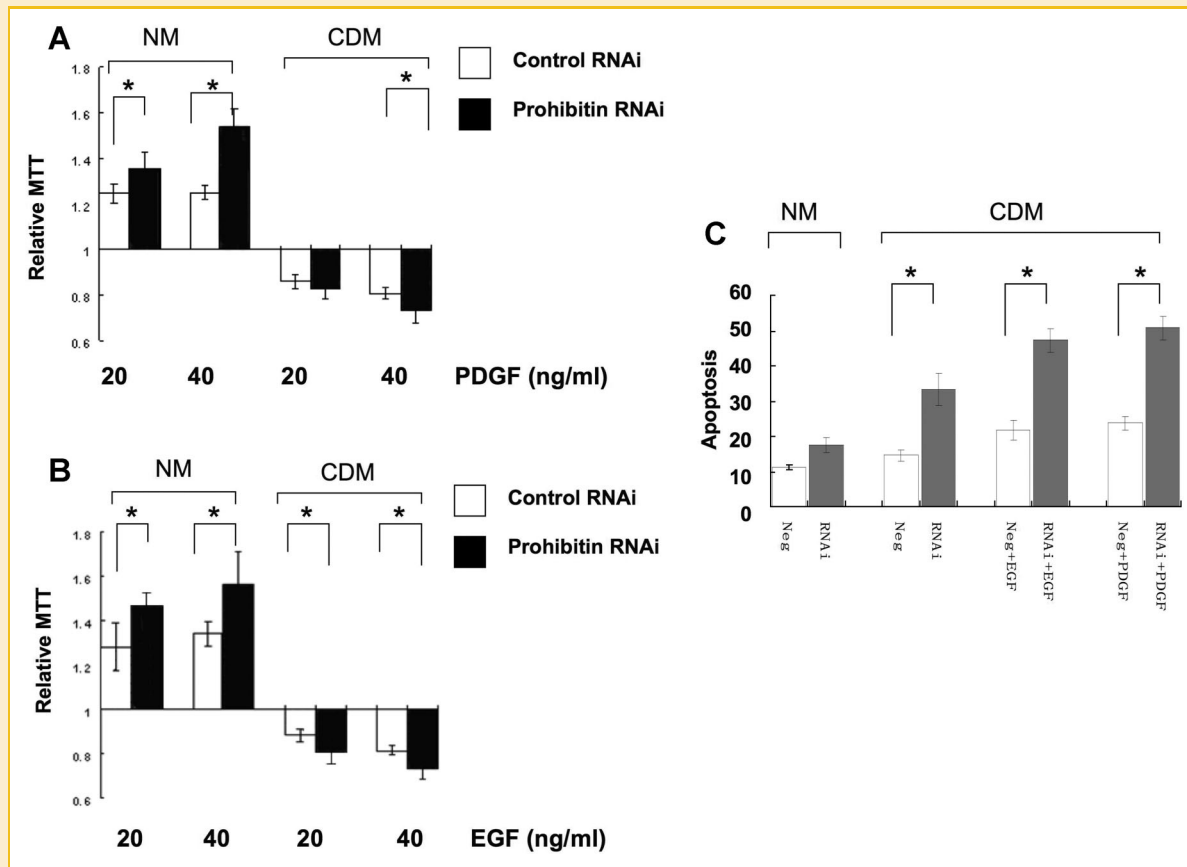 A
NM
CDM
Control RNAi
Prohibitin RNAi
*
*
*
1.8
1.6
1.4
1.2
1
0.8
0.6
Relative MTT
20
40
20
40
PDGF (ng/ml)
B
NM
CDM
Control RNAi
Prohibitin RNAi
*
*
*
*
1.8
1.6
1.4
1.2
1
0.8
0.6
Relative MTT
20
40
20
40
EGF (ng/ml)
C
NM
CDM
*
*
*
60
50
40
30
20
10
0
Apoptosis
Neg
RNAi
Neg
RNAi
Neg+EGF
RNAi+EGF
Neg+PDGF
RNAi+PDGF